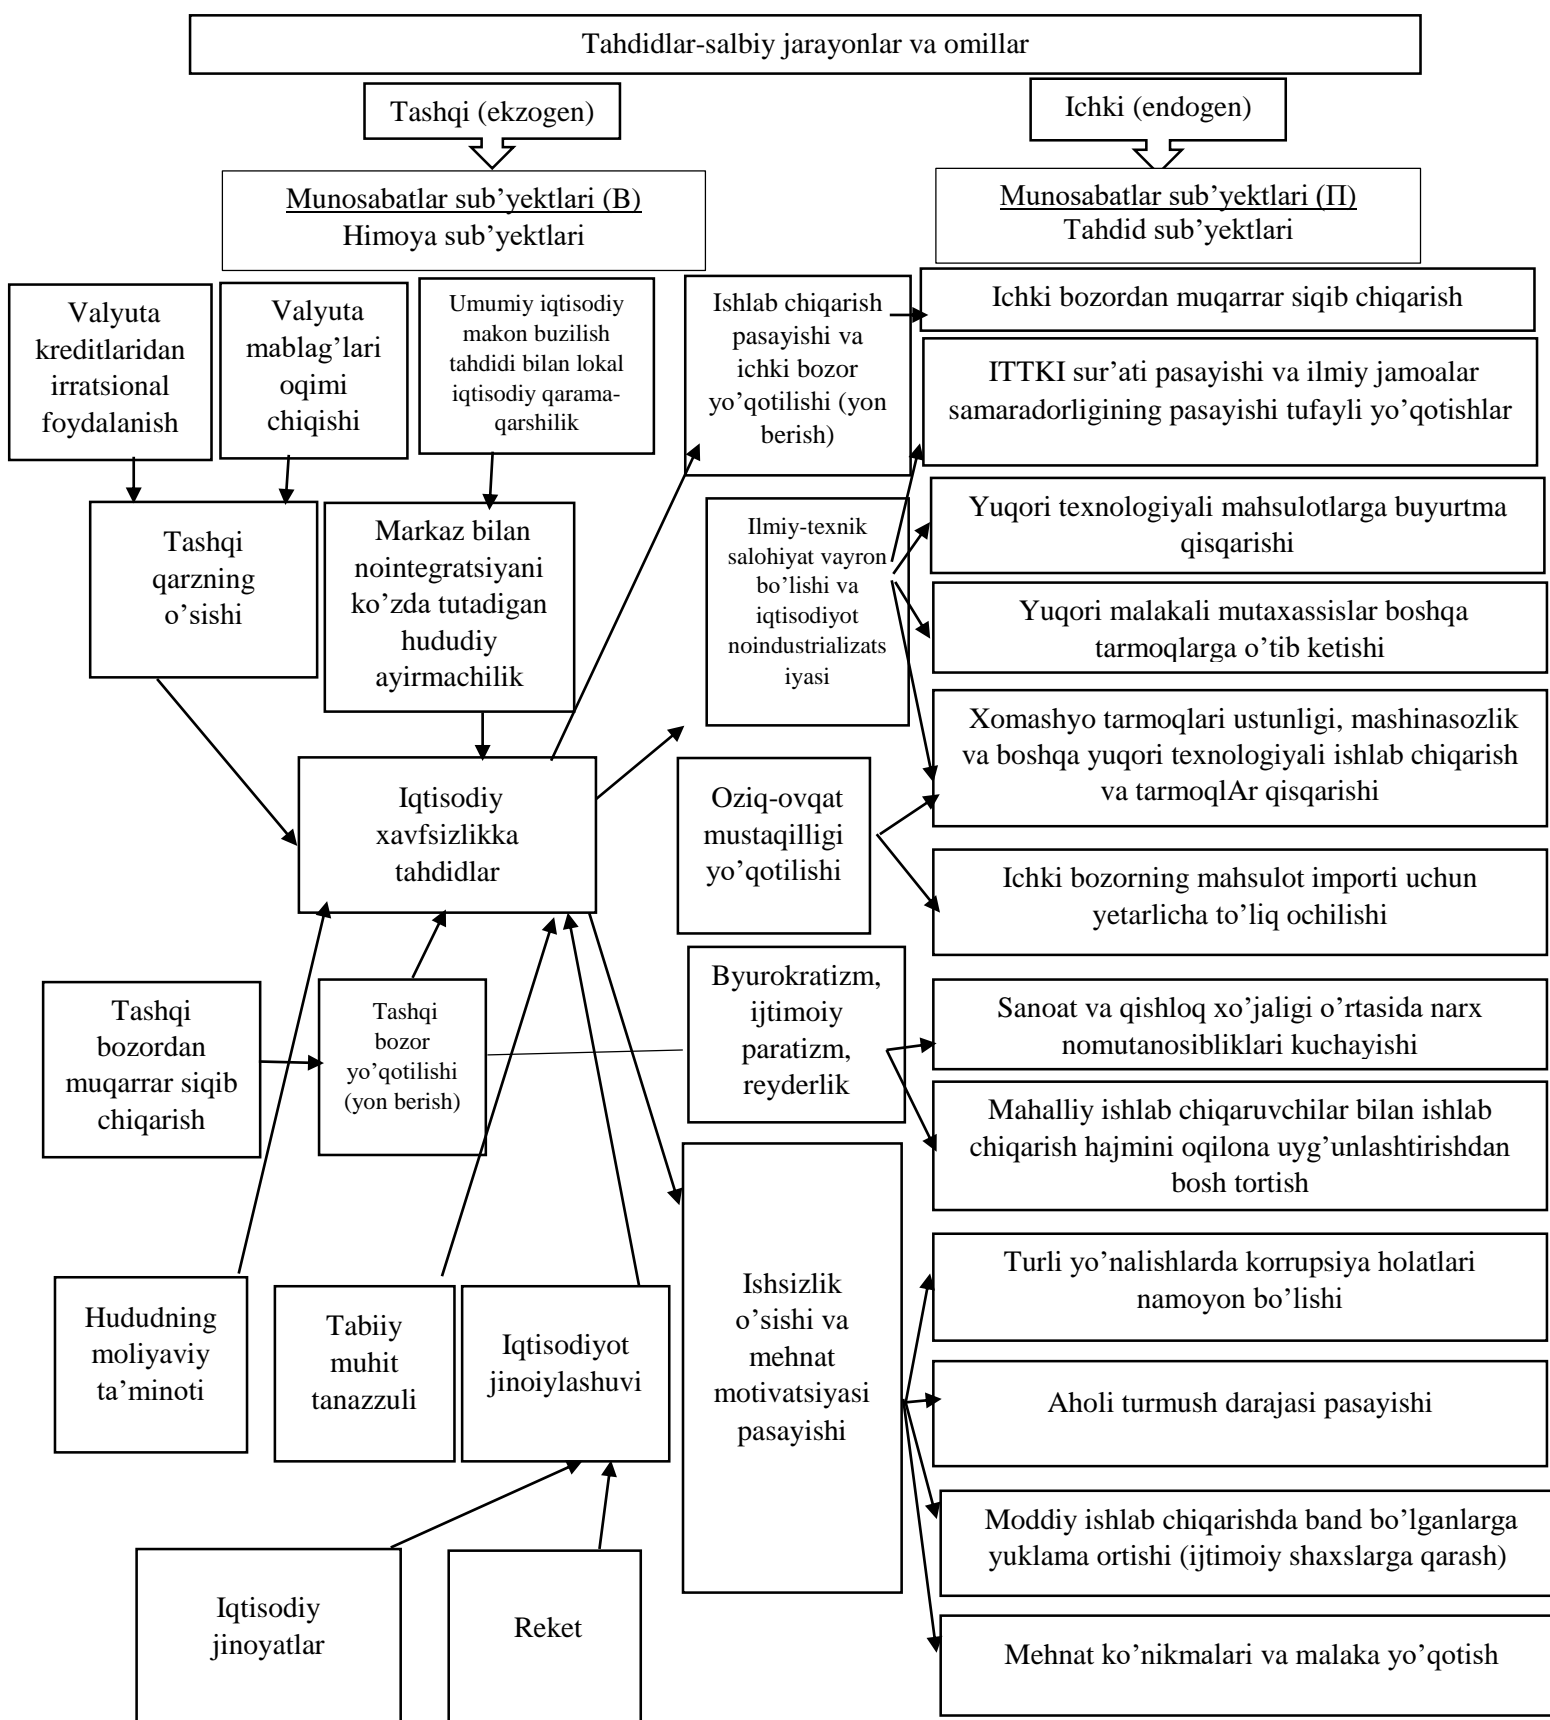 Tahdidlar-salbiy jarayonlar va omillar
Tashqi (ekzogen)
Ichki (endogen)
Munosabatlar sub’yektlari (B)
Himoya sub’yektlari
Munosabatlar sub’yektlari (П)
Tahdid sub’yektlari
Valyuta
kreditlaridan
irratsional
foydalanish
Valyuta
mablag’lari
oqimi
chiqishi
Umumiy iqtisodiy
makon buzilish
tahdidi bilan lokal
iqtisodiy qarama-
qarshilik
Ishlab chiqarish
pasayishi va
ichki bozor
yo’qotilishi (yon
berish)
Ichki bozordan muqarrar siqib chiqarish
ITTKI sur’ati pasayishi va ilmiy jamoalar
samaradorligining pasayishi tufayli yo’qotishlar
Tashqi
qarzning
o’sishi
Markaz bilan
nointegratsiyani
ko’zda tutadigan
hududiy
ayirmachilik
Ilmiy-texnik
salohiyat vayron
bo’lishi va
iqtisodiyot
noindustrializats
iyasi
Yuqori texnologiyali mahsulotlarga buyurtma
qisqarishi
Yuqori malakali mutaxassislar boshqa
tarmoqlarga o’tib ketishi
Xomashyo tarmoqlari ustunligi, mashinasozlik
va boshqa yuqori texnologiyali ishlab chiqarish
va tarmoqlAr qisqarishi
Iqtisodiy
xavfsizlikka
tahdidlar
Oziq-ovqat
mustaqilligi
yo’qotilishi
Ichki bozorning mahsulot importi uchun
yetarlicha to’liq ochilishi
Tashqi
bozordan
muqarrar siqib
chiqarish
Tashqi
bozor
yo’qotilishi
(yon berish)
Byurokratizm,
ijtimoiy
paratizm,
reyderlik
Sanoat va qishloq xo’jaligi o’rtasida narx
nomutanosibliklari kuchayishi
Mahalliy ishlab chiqaruvchilar bilan ishlab
chiqarish hajmini oqilona uyg’unlashtirishdan
bosh tortish
Hududning
moliyaviy
ta’minoti
Tabiiy
muhit
tanazzuli
Iqtisodiyot
jinoiylashuvi
Ishsizlik
o’sishi va
mehnat
motivatsiyasi
pasayishi
Turli yo’nalishlarda korrupsiya holatlari
namoyon bo’lishi
Aholi turmush darajasi pasayishi
Moddiy ishlab chiqarishda band bo’lganlarga
yuklama ortishi (ijtimoiy shaxslarga qarash)
Mehnat ko’nikmalari va malaka yo’qotish
Iqtisodiy
jinoyatlar
Reket